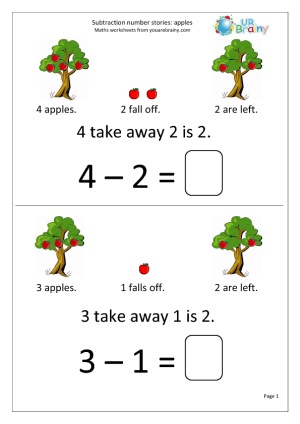 Subtraction number stories: apples
Maths worksheets from youarebrainy.com
UR
Brainy
4 apples. 2 fall off. 2 are left.
4 take away 2 is 2.
4 – 2 =
3 apples. 1 falls off. 2 are left.
3 take away 1 is 2.
3 – 1 =
Page 1